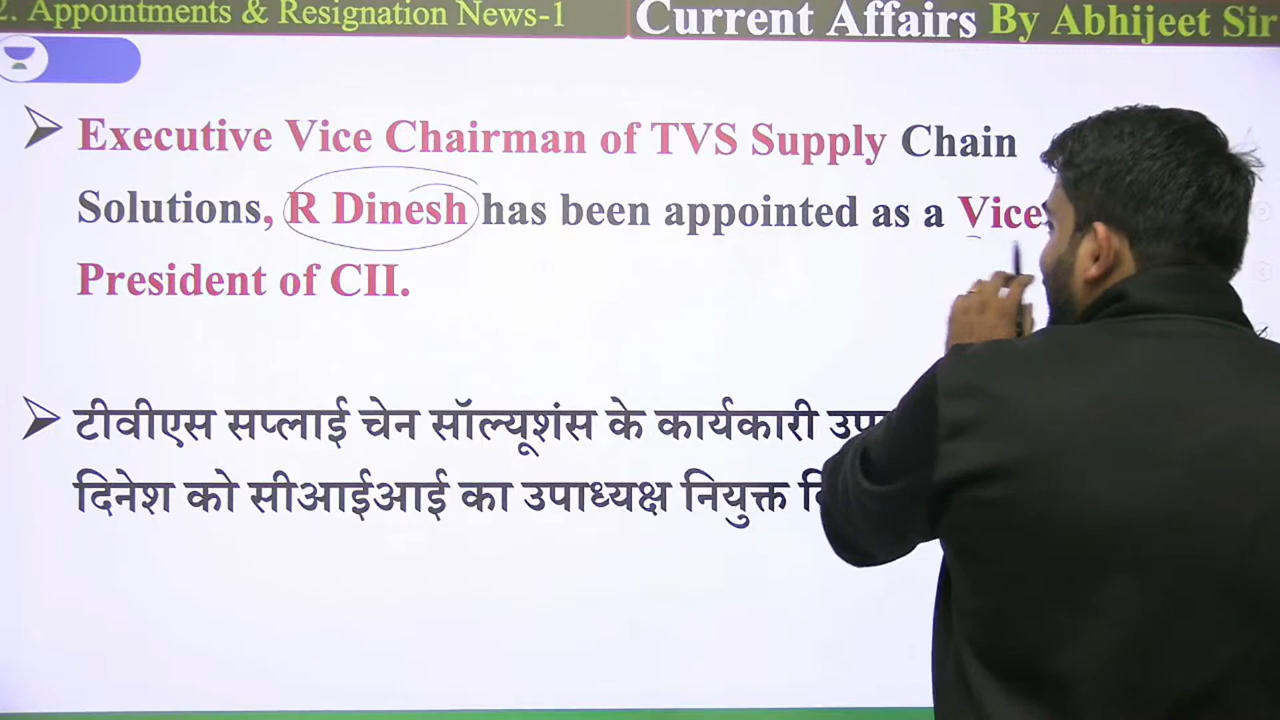 2. Appointments & Resignation News-1
Current Affairs By Abhijeet Sir
Executive Vice Chairman of TVS Supply Chain
Solutions, R Dinesh has been appointed as a Vice
President of CII.
टीवीएस सप्लाई चेन सॉल्यूशंस के कार्यकारी
दिनेश को सीआईआई का उपाध्यक्ष नियुक्त